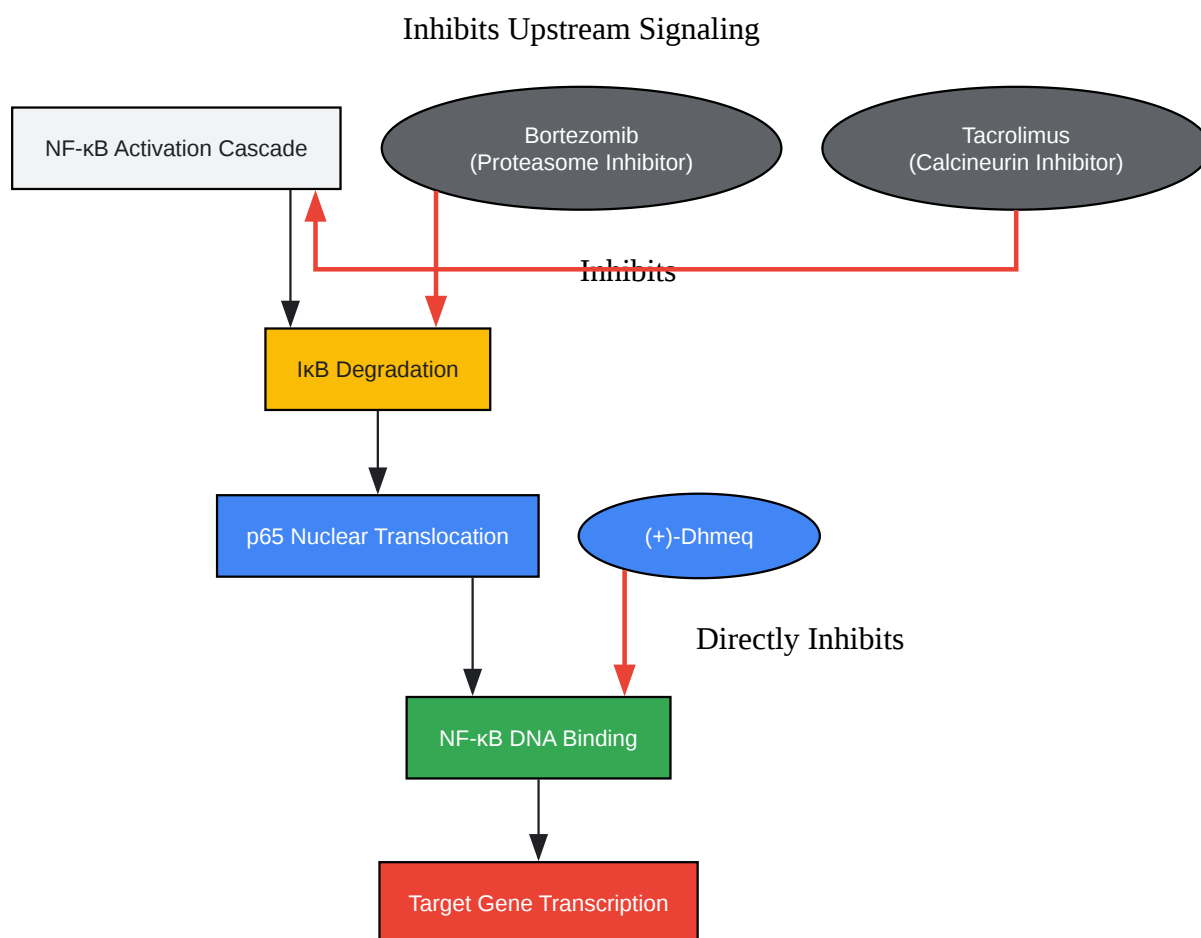 Inhibits Upstream Signaling
NF-κB Activation Cascade
Bortezomib
(Proteasome Inhibitor)
Tacrolimus
(Calcineurin Inhibitor)
Inhibits
IκB Degradation
p65 Nuclear Translocation
(+)-Dhmeq
Directly Inhibits
NF-κB DNA Binding
Target Gene Transcription